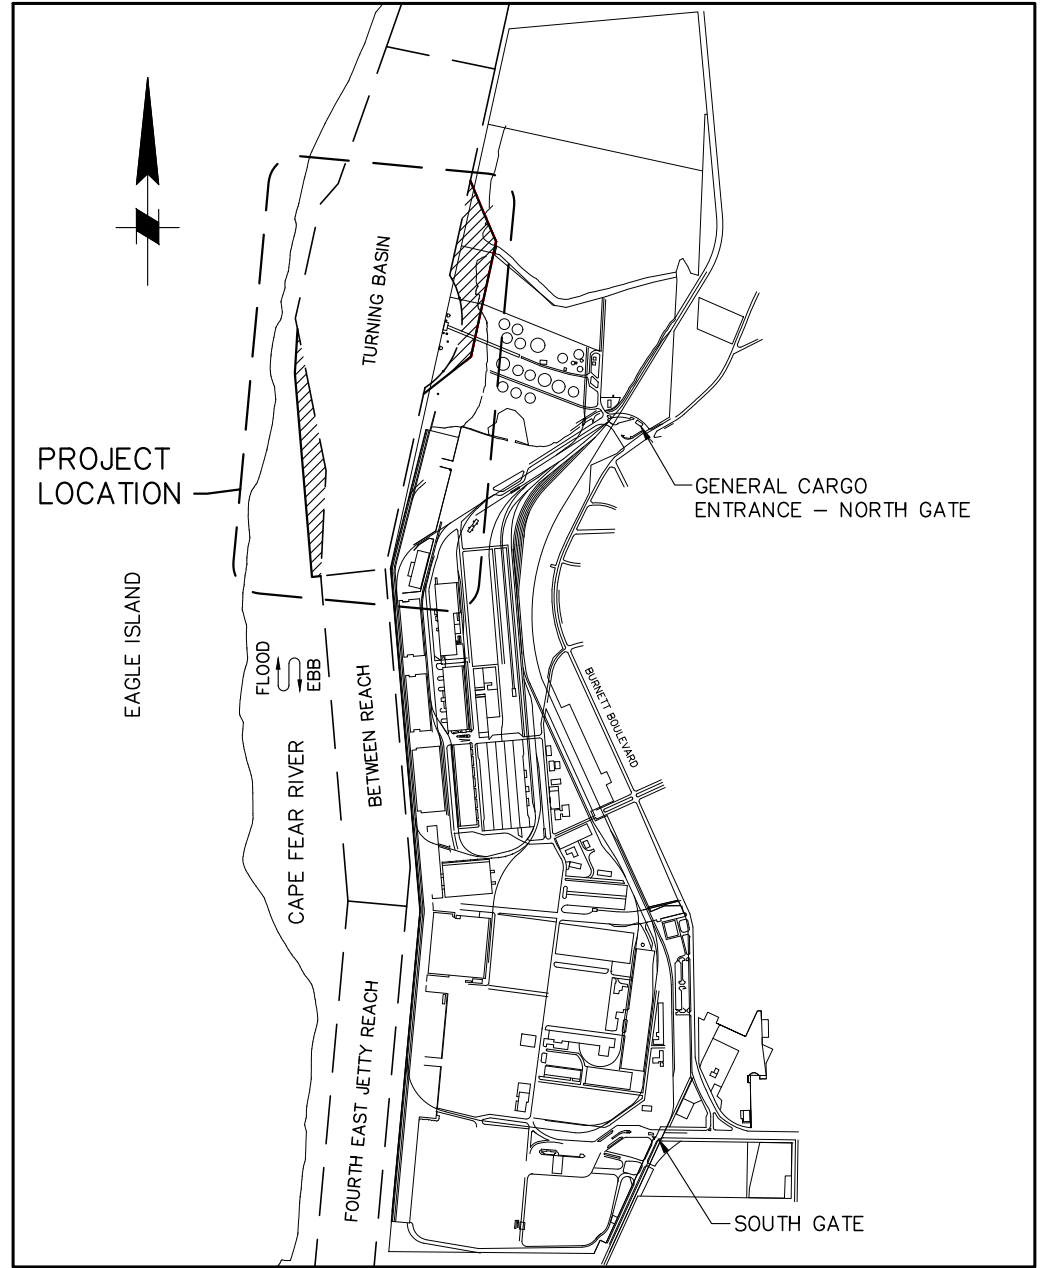 TURNING BASIN
PROJECT
LOCATION
GENERAL CARGO
ENTRANCE – NORTH GATE
EAGLE ISLAND
FLOOD
EBB
BETWEEN REACH
BURNETT BOULEVARD
CAPE FEAR RIVER
FOURTH EAST JETTY REACH
SOUTH GATE